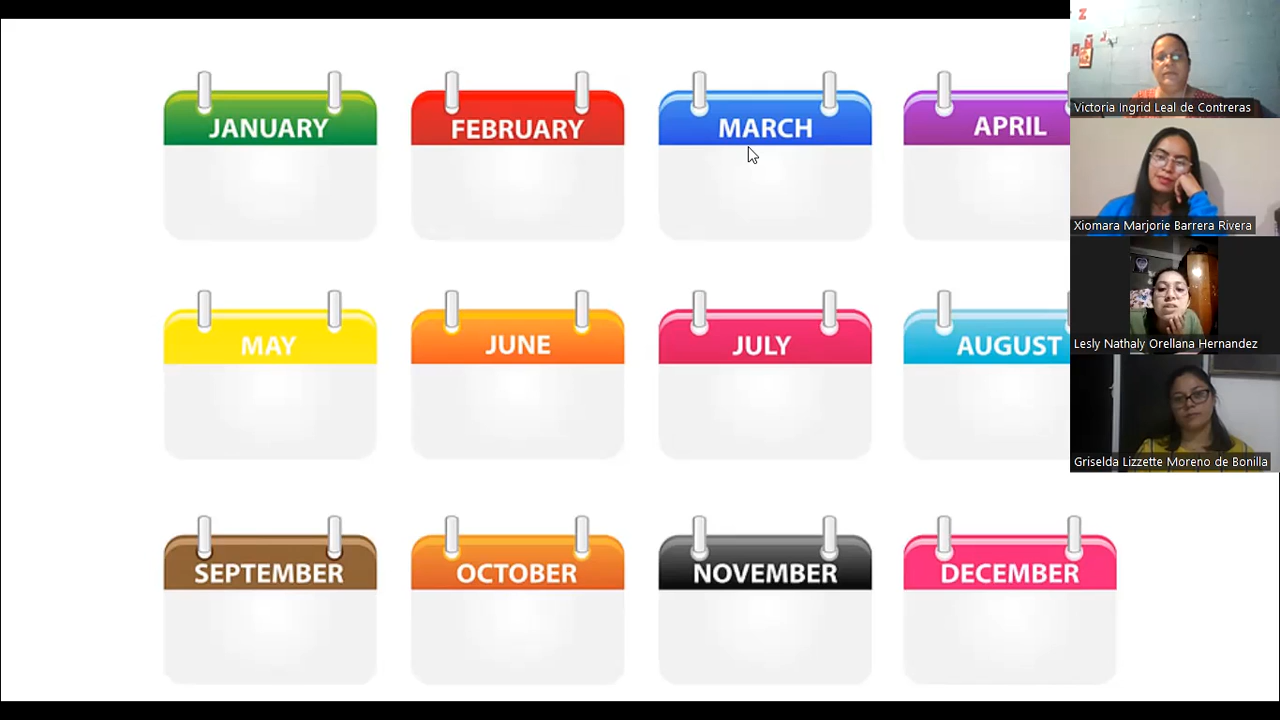 JANUARY
FEBRUARY
MARCH
APRIL
MAY
JUNE
JULY
AUGUST
SEPTEMBER
OCTOBER
NOVEMBER
DECEMBER
Victoria Ingrid Leal de Contreras
Xiomara Marjorie Barrera Rivera
Lesly Nathaly Orellana Hernandez
Griselda Lizzette Moreno de Bonilla